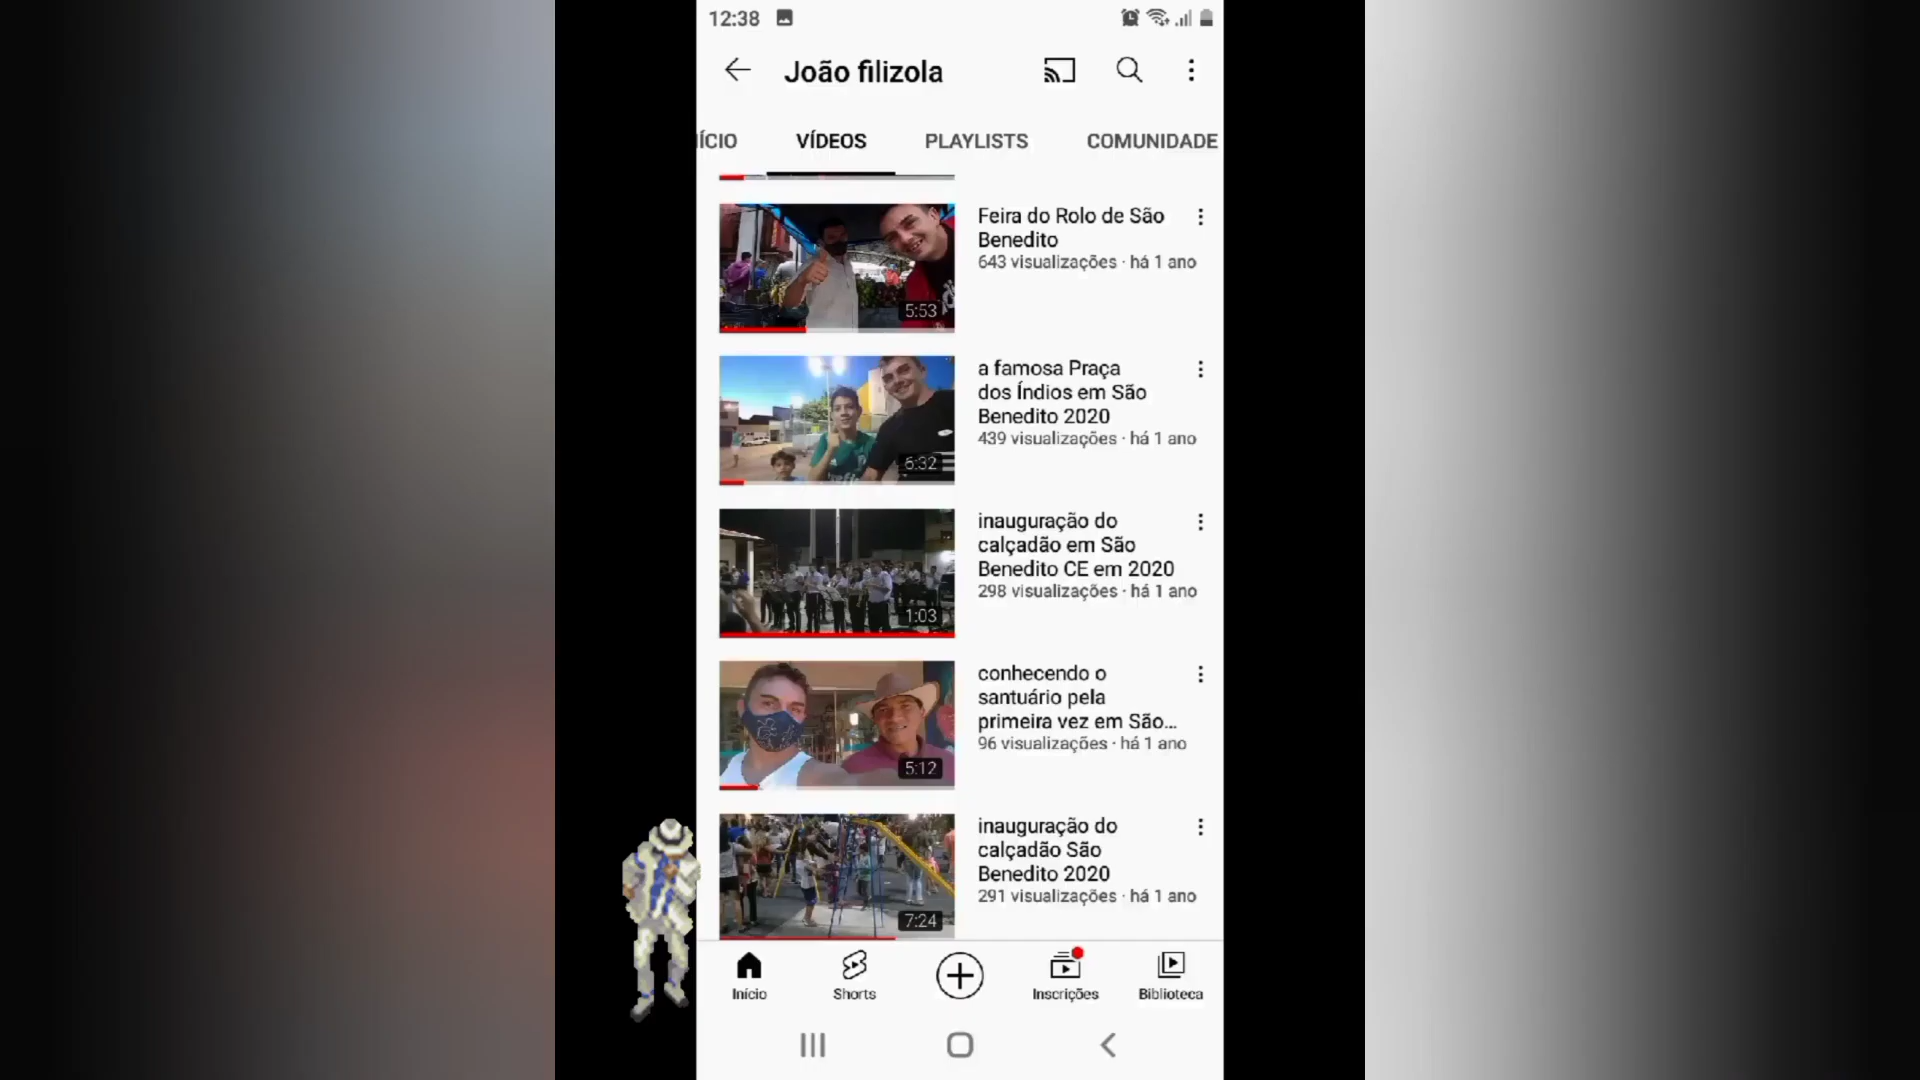 12:38
João filizola
ÍCIO VÍDEOS PLAYLISTS COMUNIDADE
Feira do Rolo de São
Benedito
643 visualizações · há 1 ano
5:53
a famosa Praça
dos Índios em São
Benedito 2020
439 visualizações · há 1 ano
6:32
inauguração do
calçadão em São
Benedito CE em 2020
298 visualizações · há 1 ano
1:03
conhecendo o
santuário pela
primeira vez em São...
96 visualizações · há 1 ano
5:12
inauguração do
calçadão São
Benedito 2020
291 visualizações · há 1 ano
7:24
Início Shorts Inscrições Biblioteca